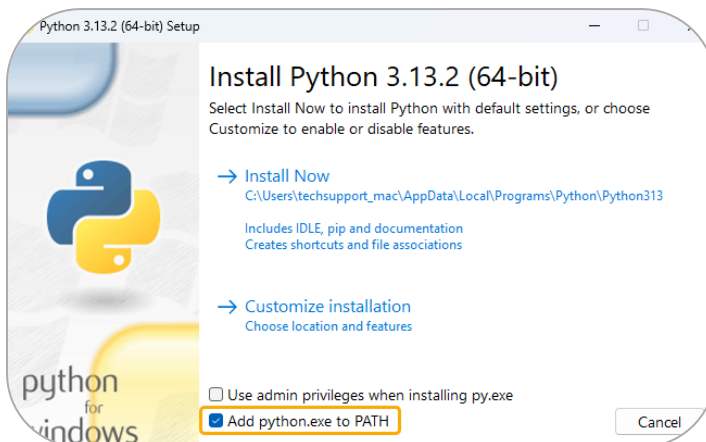 Python 3.13.2 (64-bit) Setup
Install Python 3.13.2 (64-bit)
Select Install Now to install Python with default settings, or choose
Customize to enable or disable features.
Install Now
C:\Users\techsupport_mac\AppData\Local\Programs\Python\Python313
Includes IDLE, pip and documentation
Creates shortcuts and file associations
Customize installation
Choose location and features
python
for
windows
Use admin privileges when installing py.exe
Add python.exe to PATH
Cancel